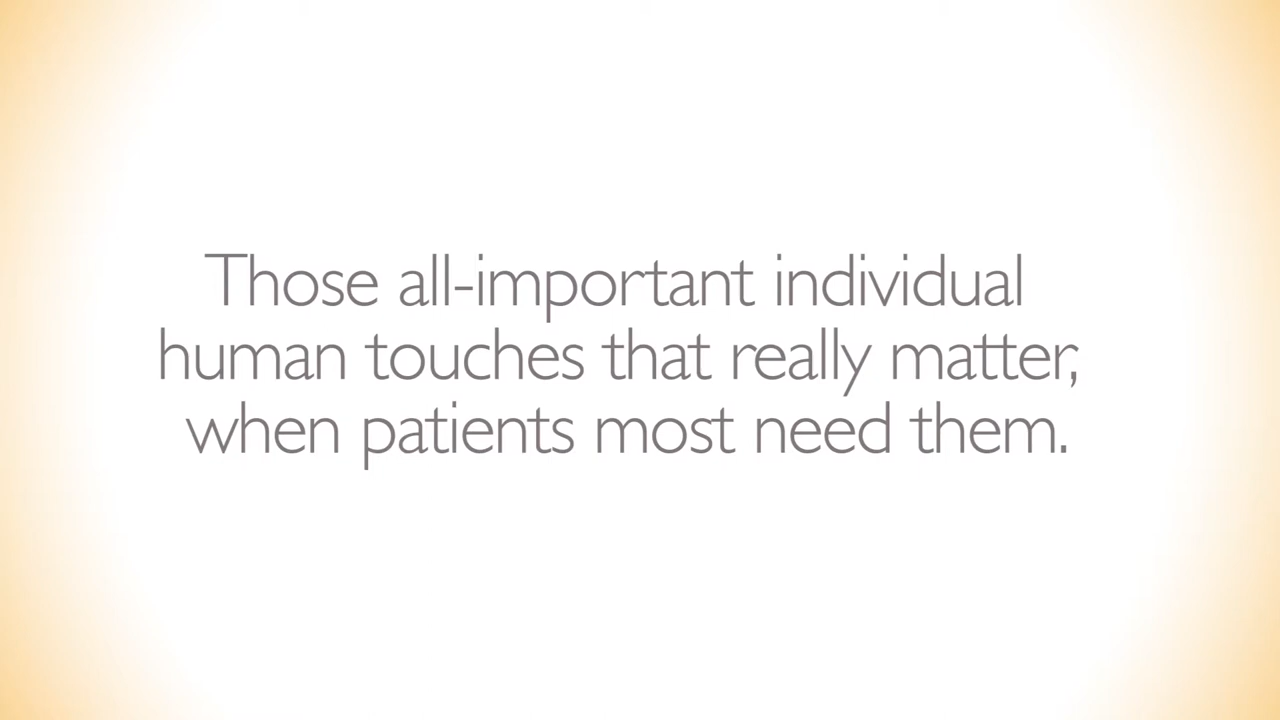 Those all-important individual
human touches that really matter,
when patients most need them.